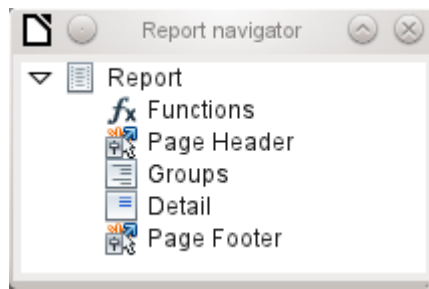 Report navigator
Report
Functions
Page Header
Groups
Detail
Page Footer